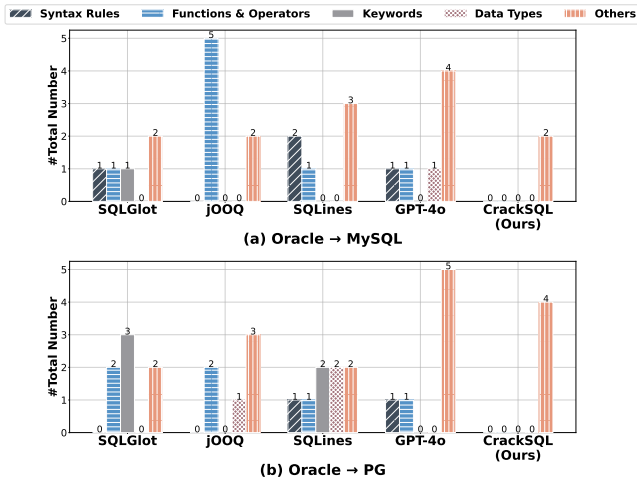 Syntax Rules Functions & Operators Keywords Data Types Others
#Total Number
5
4
3
2
1
0
1 1 1 0 2
0 5 0 0 2
2 1 0 0 3
1 1 0 1 4
0 0 0 0 2
SQLGlot jOOQ SQLines GPT-4o CrackSQL
(Ours)
(a) Oracle → MySQL
#Total Number
5
4
3
2
1
0
0 2 3 0 2
0 2 0 1 3
1 1 2 2 2
1 1 0 0 5
0 0 0 0 4
SQLGlot jOOQ SQLines GPT-4o CrackSQL
(Ours)
(b) Oracle → PG